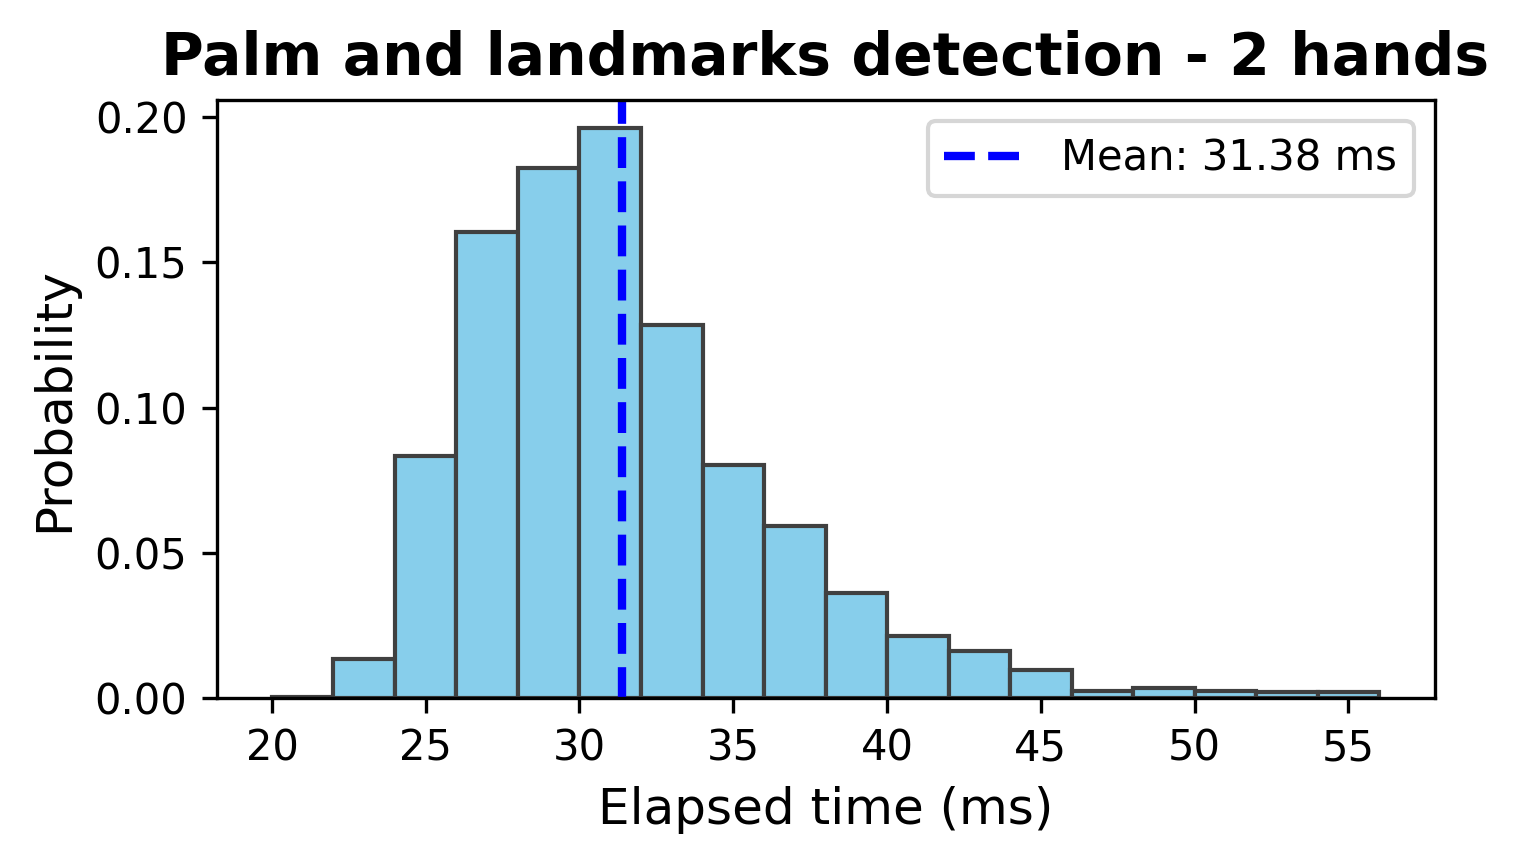 Palm and landmarks detection - 2 hands
Mean: 31.38 ms
Probability
0.20
0.15
0.10
0.05
0.00
20 25 30 35 40 45 50 55
Elapsed time (ms)